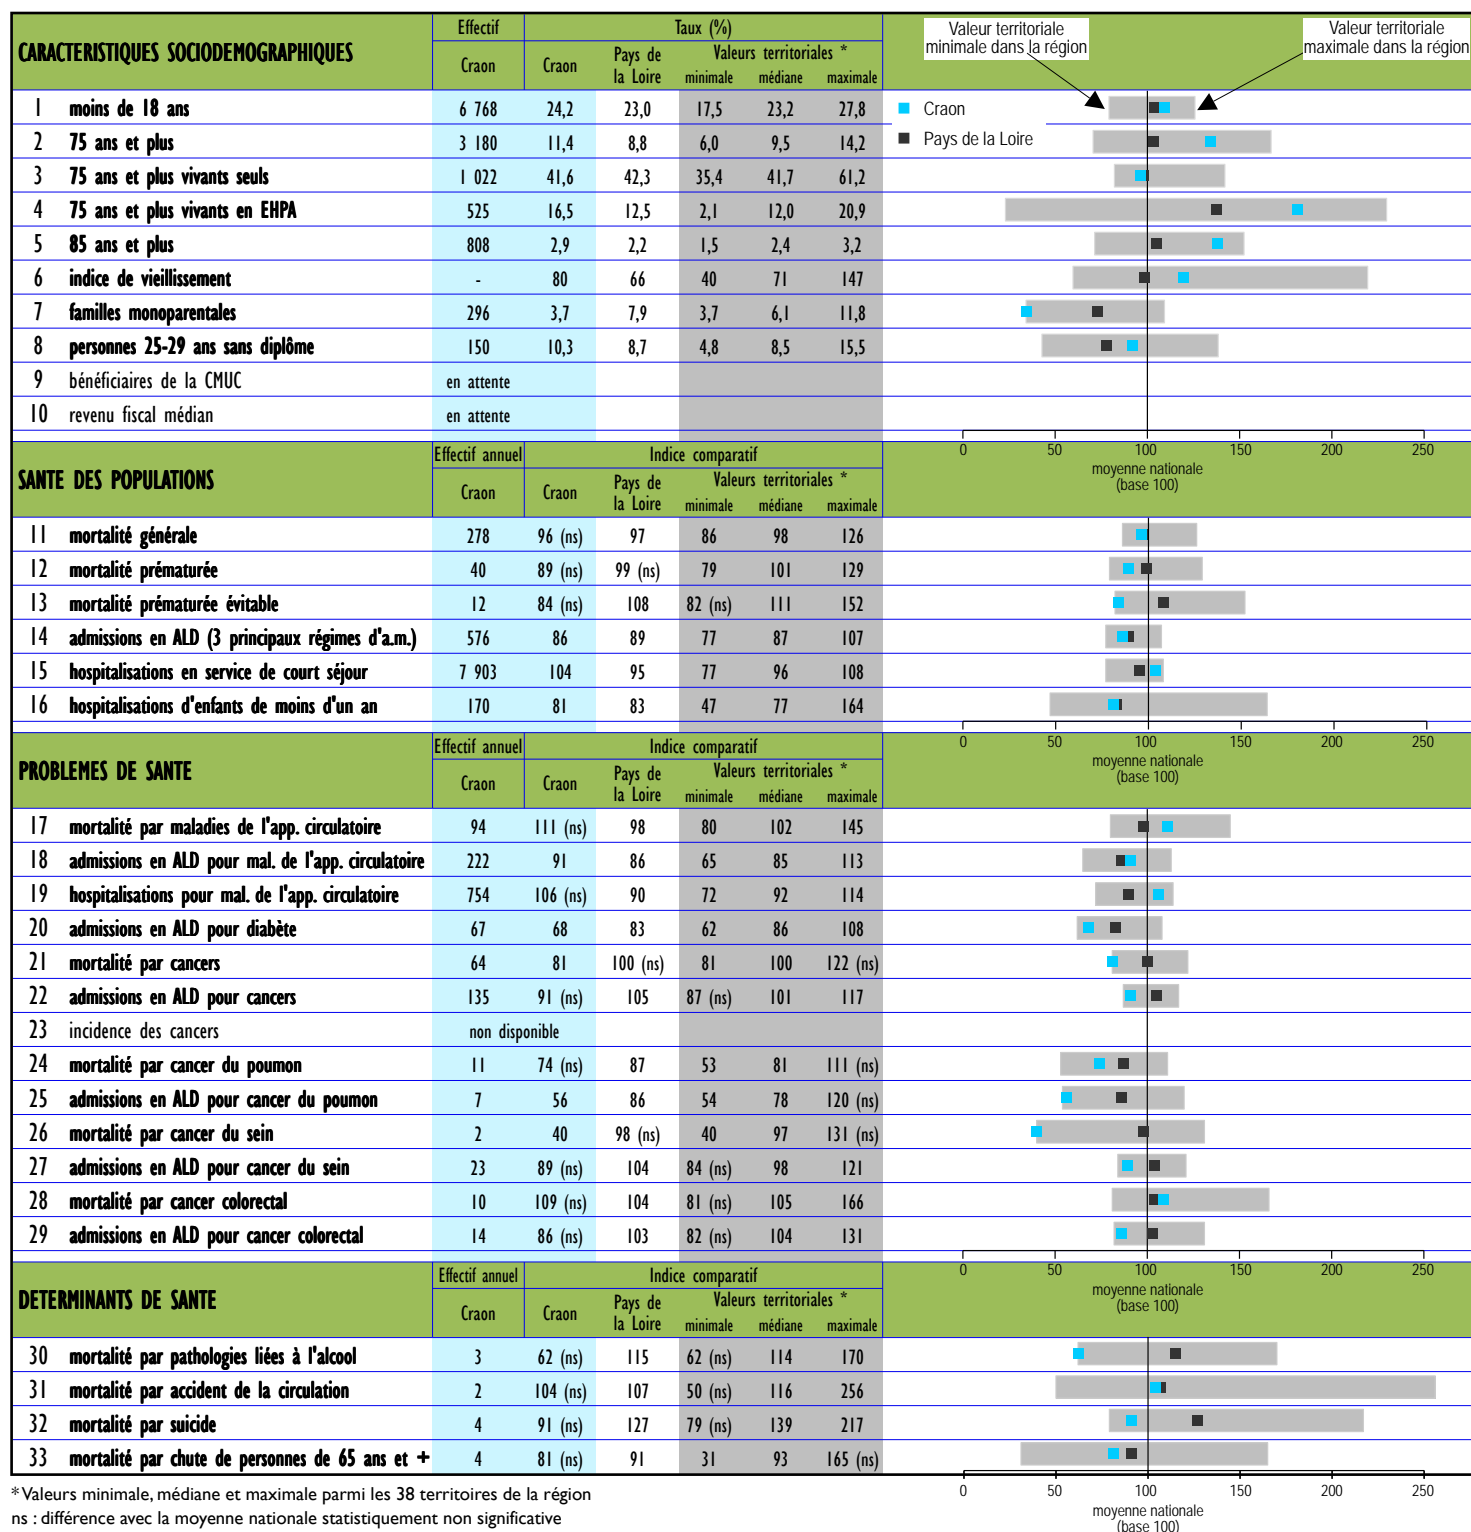 CARACTERISTIQUES SOCIODEMOGRAPHIQUES
Effectif Taux (%)
Craon Craon Pays de la Loire Valeurs territoriales *
minimale médiane maximale
Valeur territoriale minimale dans la région
Valeur territoriale maximale dans la région
Craon
Pays de la Loire
1 moins de 18 ans 6 768 24,2 23,0 17,5 23,2 27,8
2 75 ans et plus 3 180 11,4 8,8 6,0 9,5 14,2
3 75 ans et plus vivants seuls 1 022 41,6 42,3 35,4 41,7 61,2
4 75 ans et plus vivants en EHPA 525 16,5 12,5 2,1 12,0 20,9
5 85 ans et plus 808 2,9 2,2 1,5 2,4 3,2
6 indice de vieillissement - 80 66 40 71 147
7 familles monoparentales 296 3,7 7,9 3,7 6,1 11,8
8 personnes 25-29 ans sans diplôme 150 10,3 8,7 4,8 8,5 15,5
9 bénéficiaires de la CMUC en attente
10 revenu fiscal médian en attente
0 50 100 150 200 250
moyenne nationale
(base 100)
SANTE DES POPULATIONS
Effectif annuel Indice comparatif
Craon Craon Pays de la Loire Valeurs territoriales *
minimale médiane maximale
11 mortalité générale 278 96 (ns) 97 86 98 126
12 mortalité prématurée 40 89 (ns) 99 (ns) 79 101 129
13 mortalité prématurée évitable 12 84 (ns) 108 82 (ns) 111 152
14 admissions en ALD (3 principaux régimes d'a.m.) 576 86 89 77 87 107
15 hospitalisations en service de court séjour 7 903 104 95 77 96 108
16 hospitalisations d'enfants de moins d'un an 170 81 83 47 77 164
0 50 100 150 200 250
moyenne nationale
(base 100)
PROBLEMES DE SANTE
Effectif annuel Indice comparatif
Craon Craon Pays de la Loire Valeurs territoriales *
minimale médiane maximale
17 mortalité par maladies de l'app. circulatoire 94 111 (ns) 98 80 102 145
18 admissions en ALD pour mal. de l'app. circulatoire 222 91 86 65 85 113
19 hospitalisations pour mal. de l'app. circulatoire 754 106 (ns) 90 72 92 114
20 admissions en ALD pour diabète 67 68 83 62 86 108
21 mortalité par cancers 64 81 100 (ns) 81 100 122 (ns)
22 admissions en ALD pour cancers 135 91 (ns) 105 87 (ns) 101 117
23 incidence des cancers non disponible
24 mortalité par cancer du poumon 11 74 (ns) 87 53 81 111 (ns)
25 admissions en ALD pour cancer du poumon 7 56 86 54 78 120 (ns)
26 mortalité par cancer du sein 2 40 98 (ns) 40 97 131 (ns)
27 admissions en ALD pour cancer du sein 23 89 (ns) 104 84 (ns) 98 121
28 mortalité par cancer colorectal 10 109 (ns) 104 81 (ns) 105 166
29 admissions en ALD pour cancer colorectal 14 86 (ns) 103 82 (ns) 104 131
0 50 100 150 200 250
moyenne nationale
(base 100)
DETERMINANTS DE SANTE
Effectif annuel Indice comparatif
Craon Craon Pays de la Loire Valeurs territoriales *
minimale médiane maximale
30 mortalité par pathologies liées à l'alcool 3 62 (ns) 115 62 (ns) 114 170
31 mortalité par accident de la circulation 2 104 (ns) 107 50 (ns) 116 256
32 mortalité par suicide 4 91 (ns) 127 79 (ns) 139 217
33 mortalité par chute de personnes de 65 ans et + 4 81 (ns) 91 31 93 165 (ns)
0 50 100 150 200 250
moyenne nationale
(base 100)
* Valeurs minimale, médiane et maximale parmi les 38 territoires de la région
ns : différence avec la moyenne nationale statistiquement non significative